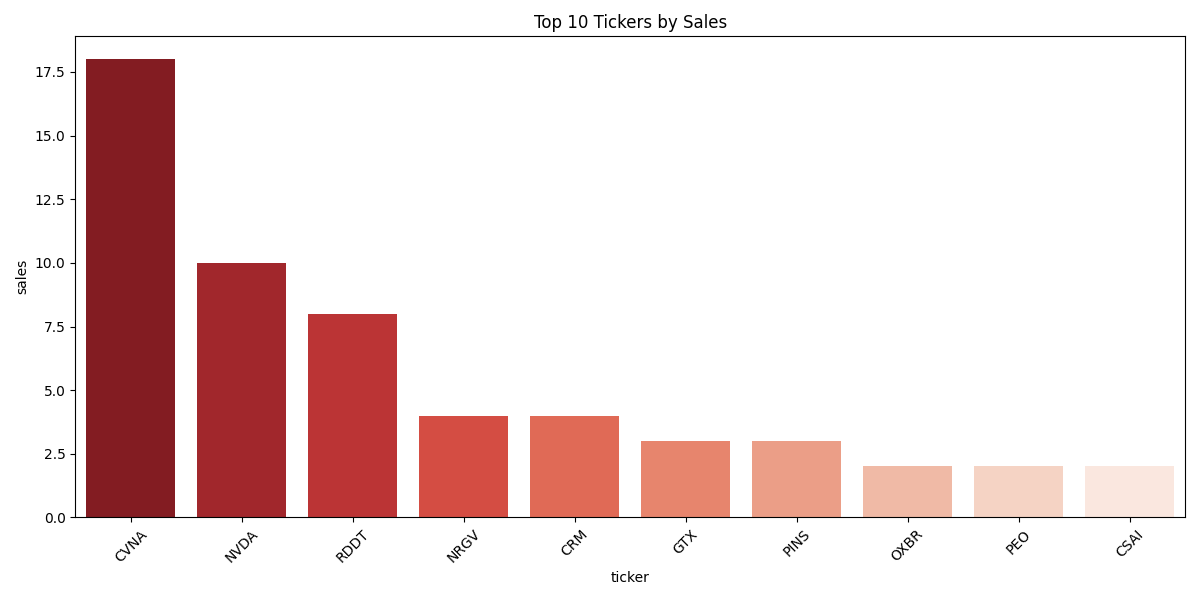 Top 10 Tickers by Sales
17.5
15.0
12.5
10.0
7.5
5.0
2.5
0.0
sales
CVNA
NVDA
RDDT
NRGV
CRM
GTX
PINS
OXBR
PEO
CSAI
ticker